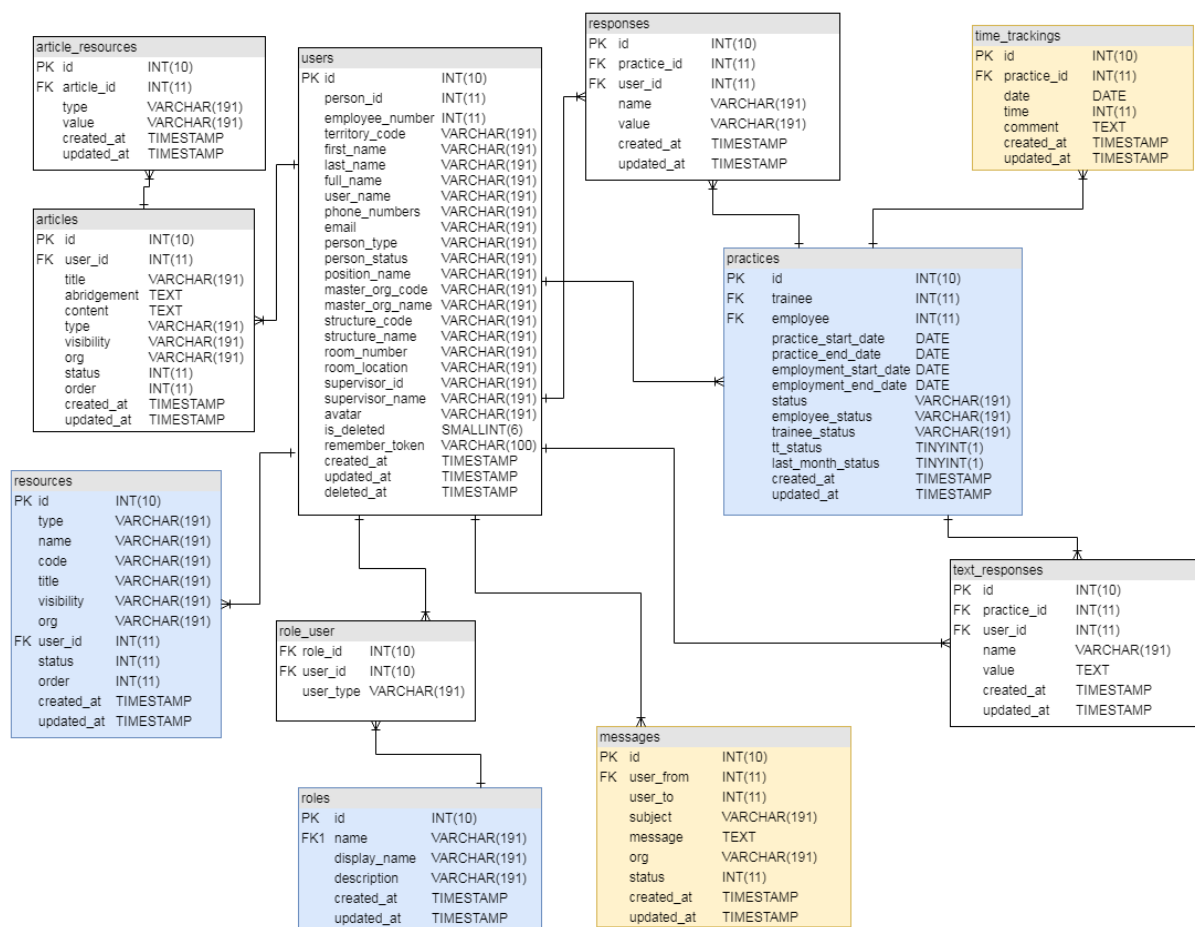 article_resources
PK id INT(10)
FK article_id INT(11)
type VARCHAR(191)
value VARCHAR(191)
created_at TIMESTAMP
updated_at TIMESTAMP
articles
PK id INT(10)
FK user_id INT(11)
title VARCHAR(191)
abridgement TEXT
content TEXT
type VARCHAR(191)
visibility VARCHAR(191)
org VARCHAR(191)
status INT(11)
order INT(11)
created_at TIMESTAMP
updated_at TIMESTAMP
resources
PK id INT(10)
type VARCHAR(191)
name VARCHAR(191)
code VARCHAR(191)
title VARCHAR(191)
visibility VARCHAR(191)
org VARCHAR(191)
FK user_id INT(11)
status INT(11)
order INT(11)
created_at TIMESTAMP
updated_at TIMESTAMP
users
PK id INT(10)
person_id INT(11)
employee_number INT(11)
territory_code VARCHAR(191)
first_name VARCHAR(191)
last_name VARCHAR(191)
full_name VARCHAR(191)
user_name VARCHAR(191)
phone_numbers VARCHAR(191)
email VARCHAR(191)
person_type VARCHAR(191)
person_status VARCHAR(191)
position_name VARCHAR(191)
master_org_code VARCHAR(191)
master_org_name VARCHAR(191)
structure_code VARCHAR(191)
structure_name VARCHAR(191)
room_number VARCHAR(191)
room_location VARCHAR(191)
supervisor_id VARCHAR(191)
supervisor_name VARCHAR(191)
avatar VARCHAR(191)
is_deleted SMALLINT(6)
remember_token VARCHAR(100)
created_at TIMESTAMP
updated_at TIMESTAMP
deleted_at TIMESTAMP
role_user
FK role_id INT(10)
FK user_id INT(10)
user_type VARCHAR(191)
roles
PK id INT(10)
FK1 name VARCHAR(191)
display_name VARCHAR(191)
description VARCHAR(191)
created_at TIMESTAMP
updated_at TIMESTAMP
responses
PK id INT(10)
FK practice_id INT(11)
FK user_id INT(11)
name VARCHAR(191)
value VARCHAR(191)
created_at TIMESTAMP
updated_at TIMESTAMP
time_trackings
PK id INT(10)
FK practice_id INT(11)
date DATE
time INT(11)
comment TEXT
created_at TIMESTAMP
updated_at TIMESTAMP
practices
PK id INT(10)
FK trainee INT(11)
FK employee INT(11)
practice_start_date DATE
practice_end_date DATE
employment_start_date DATE
employment_end_date DATE
status VARCHAR(191)
employee_status VARCHAR(191)
trainee_status VARCHAR(191)
tt_status TINYINT(1)
last_month_status TINYINT(1)
created_at TIMESTAMP
updated_at TIMESTAMP
text_responses
PK id INT(10)
FK practice_id INT(11)
FK user_id INT(11)
name VARCHAR(191)
value TEXT
created_at TIMESTAMP
updated_at TIMESTAMP
messages
PK id INT(10)
FK user_from INT(11)
user_to INT(11)
subject VARCHAR(191)
message TEXT
org VARCHAR(191)
status INT(11)
created_at TIMESTAMP
updated_at TIMESTAMP